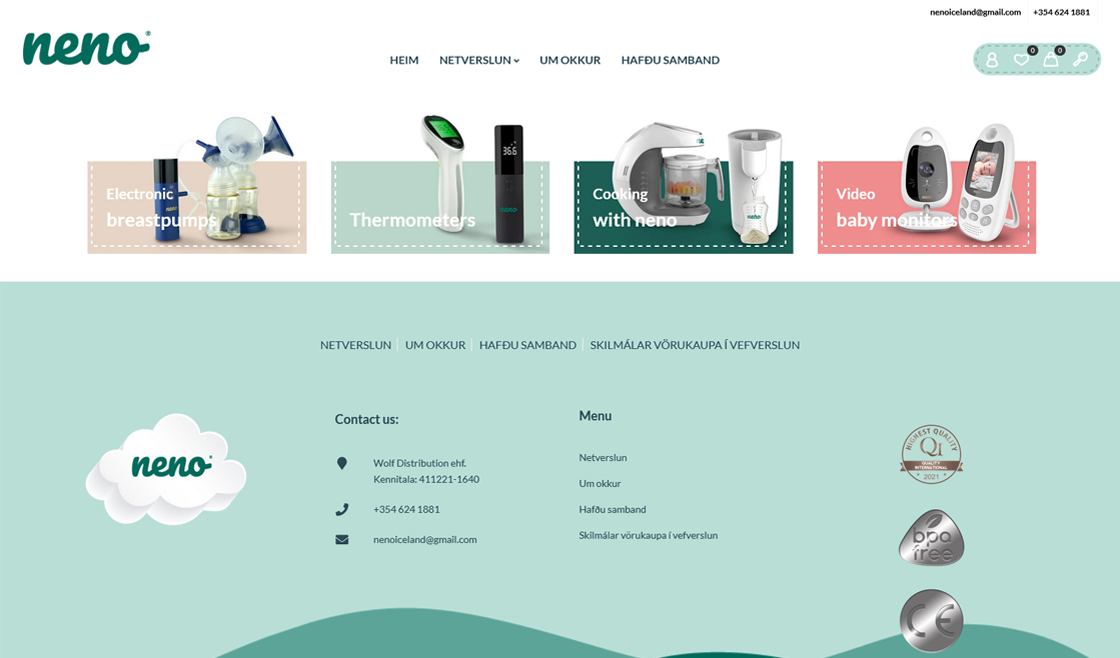 nenoiceland@gmail.com
+354 624 1881
neno®
HEIM
NETVERSLUN
UM OKKUR
HAFÐU SAMBAND
0
0
Electronic
breastpumps
neno
Thermometers
36.6
neno
Cooking
with neno
neno
Video
baby monitors
NETVERSLUN
UM OKKUR
HAFÐU SAMBAND
SKILMÁLAR VÖRUKAUPA Í VEFVERSLUN
neno®
Contact us:
Wolf Distribution ehf.
Kennitala: 411221-1640
+354 624 1881
nenoiceland@gmail.com
Menu
Netverslun
Um okkur
Hafðu samband
Skilmálar vörukaupa í vefverslun
HIGHEST QUALITY
QI
QUALITY
INTERNATIONAL
2021
bpa
free
CE